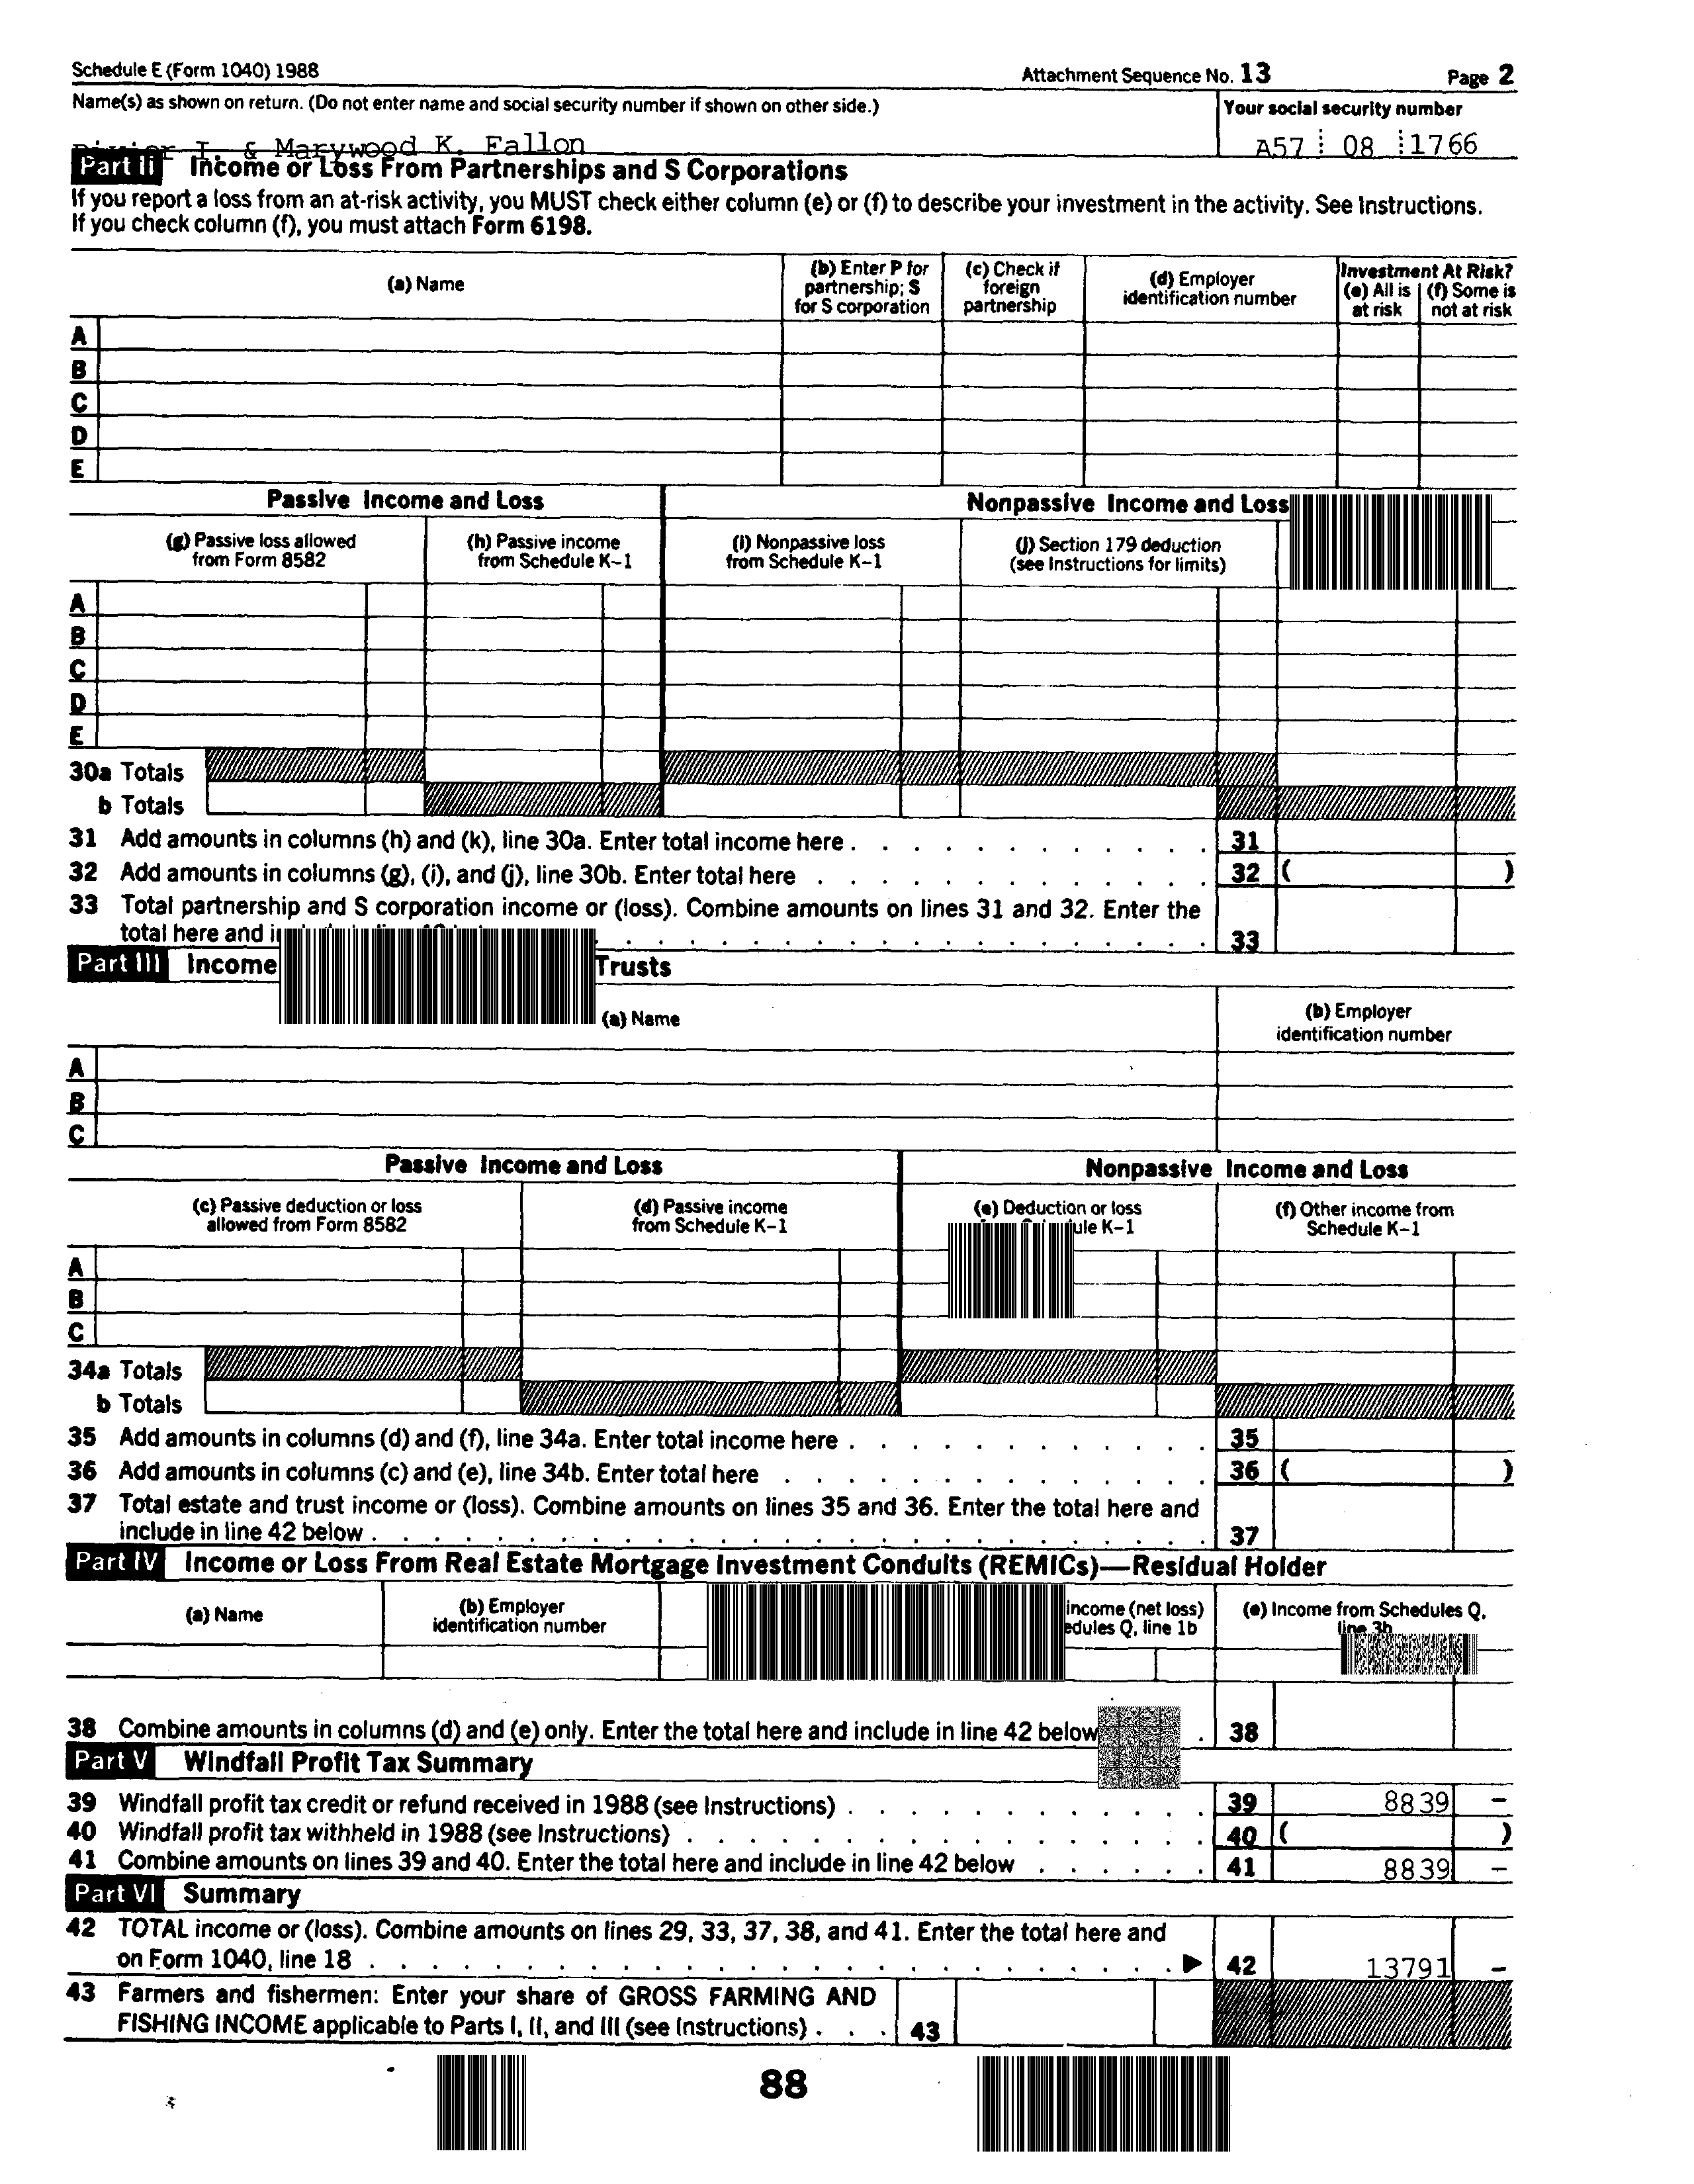 Schedule E (Form 1040) 1988
Attachment Sequence No. 13
Page 2
Name(s) as shown on return. (Do not enter name and social security number if shown on other side.)
Your social security number
I. & Marywood K. Fallon
A57 08 1766
Part II Income or Loss From Partnerships and S Corporations
If you report a loss from an at-risk activity, you MUST check either column (e) or (f) to describe your investment in the activity. See Instructions.
If you check column (f), you must attach Form 6198.
(a) Name
(b) Enter P for partnership; S for S corporation
(c) Check if foreign partnership
(d) Employer identification number
Investment At Risk?
(e) All is at risk
(f) Some is not at risk
A
B
C
D
E
Passive Income and Loss
Nonpassive Income and Loss
(g) Passive loss allowed from Form 8582
(h) Passive income from Schedule K-1
(i) Nonpassive loss from Schedule K-1
(j) Section 179 deduction (see Instructions for limits)
A
B
C
D
E
30a Totals
b Totals
31 Add amounts in columns (h) and (k), line 30a. Enter total income here . . . . . . . . . . . . 31
32 Add amounts in columns (g), (i), and (j), line 30b. Enter total here . . . . . . . . . . . . . 32 ( )
33 Total partnership and S corporation income or (loss). Combine amounts on lines 31 and 32. Enter the
total here and . . . . . . . . . . . . . . . . . . . . 33
Part III Income Trusts
(a) Name
(b) Employer identification number
A
B
C
Passive Income and Loss
Nonpassive Income and Loss
(c) Passive deduction or loss allowed from Form 8582
(d) Passive income from Schedule K-1
(e) Deduction or loss
K-1
(f) Other income from Schedule K-1
A
B
C
34a Totals
b Totals
35 Add amounts in columns (d) and (f), line 34a. Enter total income here . . . . . . . . . . . . 35
36 Add amounts in columns (c) and (e), line 34b. Enter total here . . . . . . . . . . . . . . 36 ( )
37 Total estate and trust income or (loss). Combine amounts on lines 35 and 36. Enter the total here and
include in line 42 below . . . . . . . . . . . . . . . . . . . . . . . . . . . 37
Part IV Income or Loss From Real Estate Mortgage Investment Conduits (REMICs)—Residual Holder
(a) Name
(b) Employer identification number
income (net loss)
Q, line 1b
(e) Income from Schedules Q, line 3b
38 Combine amounts in columns (d) and (e) only. Enter the total here and include in line 42 below . 38
Part V Windfall Profit Tax Summary
39 Windfall profit tax credit or refund received in 1988 (see Instructions) . . . . . . . . . . . . 39 8839 –
40 Windfall profit tax withheld in 1988 (see Instructions) . . . . . . . . . . . . . . . . . 40 ( )
41 Combine amounts on lines 39 and 40. Enter the total here and include in line 42 below . . . . . . 41 8839 –
Part VI Summary
42 TOTAL income or (loss). Combine amounts on lines 29, 33, 37, 38, and 41. Enter the total here and
on Form 1040, line 18 . . . . . . . . . . . . . . . . . . . . . . . . . . ▶ 42 13791 –
43 Farmers and fishermen: Enter your share of GROSS FARMING AND
FISHING INCOME applicable to Parts I, II, and III (see Instructions) . . . 43
88